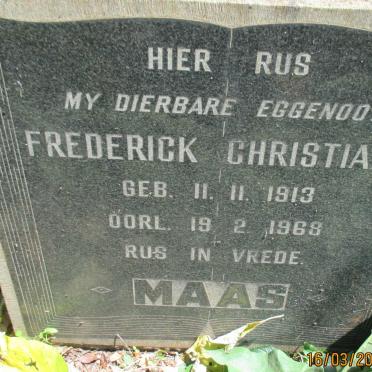 HIER RUS
MY DIERBARE EGGENOO
FREDERICK CHRISTIA
GEB. 11. 11. 1913
OORL. 19. 2. 1968
RUS IN VREDE.
MAAS
16/03/20